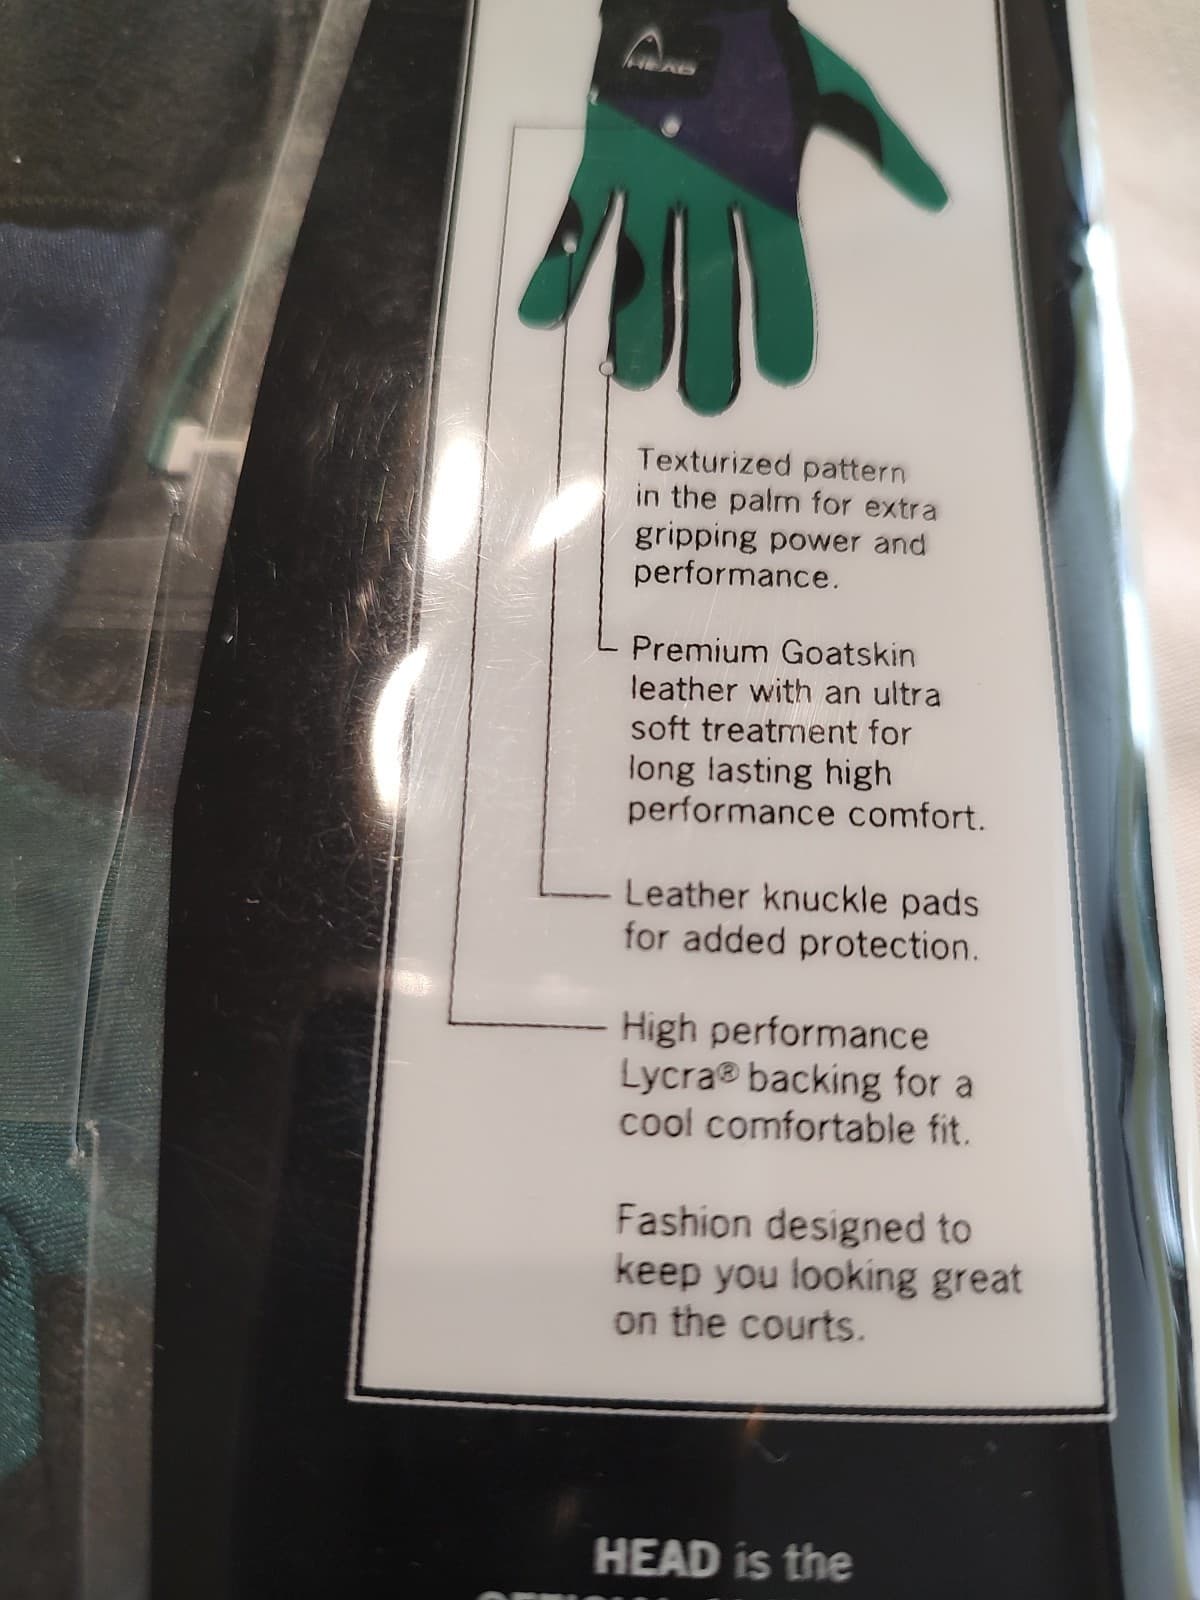 HEAD
Texturized pattern
in the palm for extra
gripping power and
performance.
Premium Goatskin
leather with an ultra
soft treatment for
long lasting high
performance comfort.
Leather knuckle pads
for added protection.
High performance
Lycra® backing for a
cool comfortable fit.
Fashion designed to
keep you looking great
on the courts.
HEAD is the